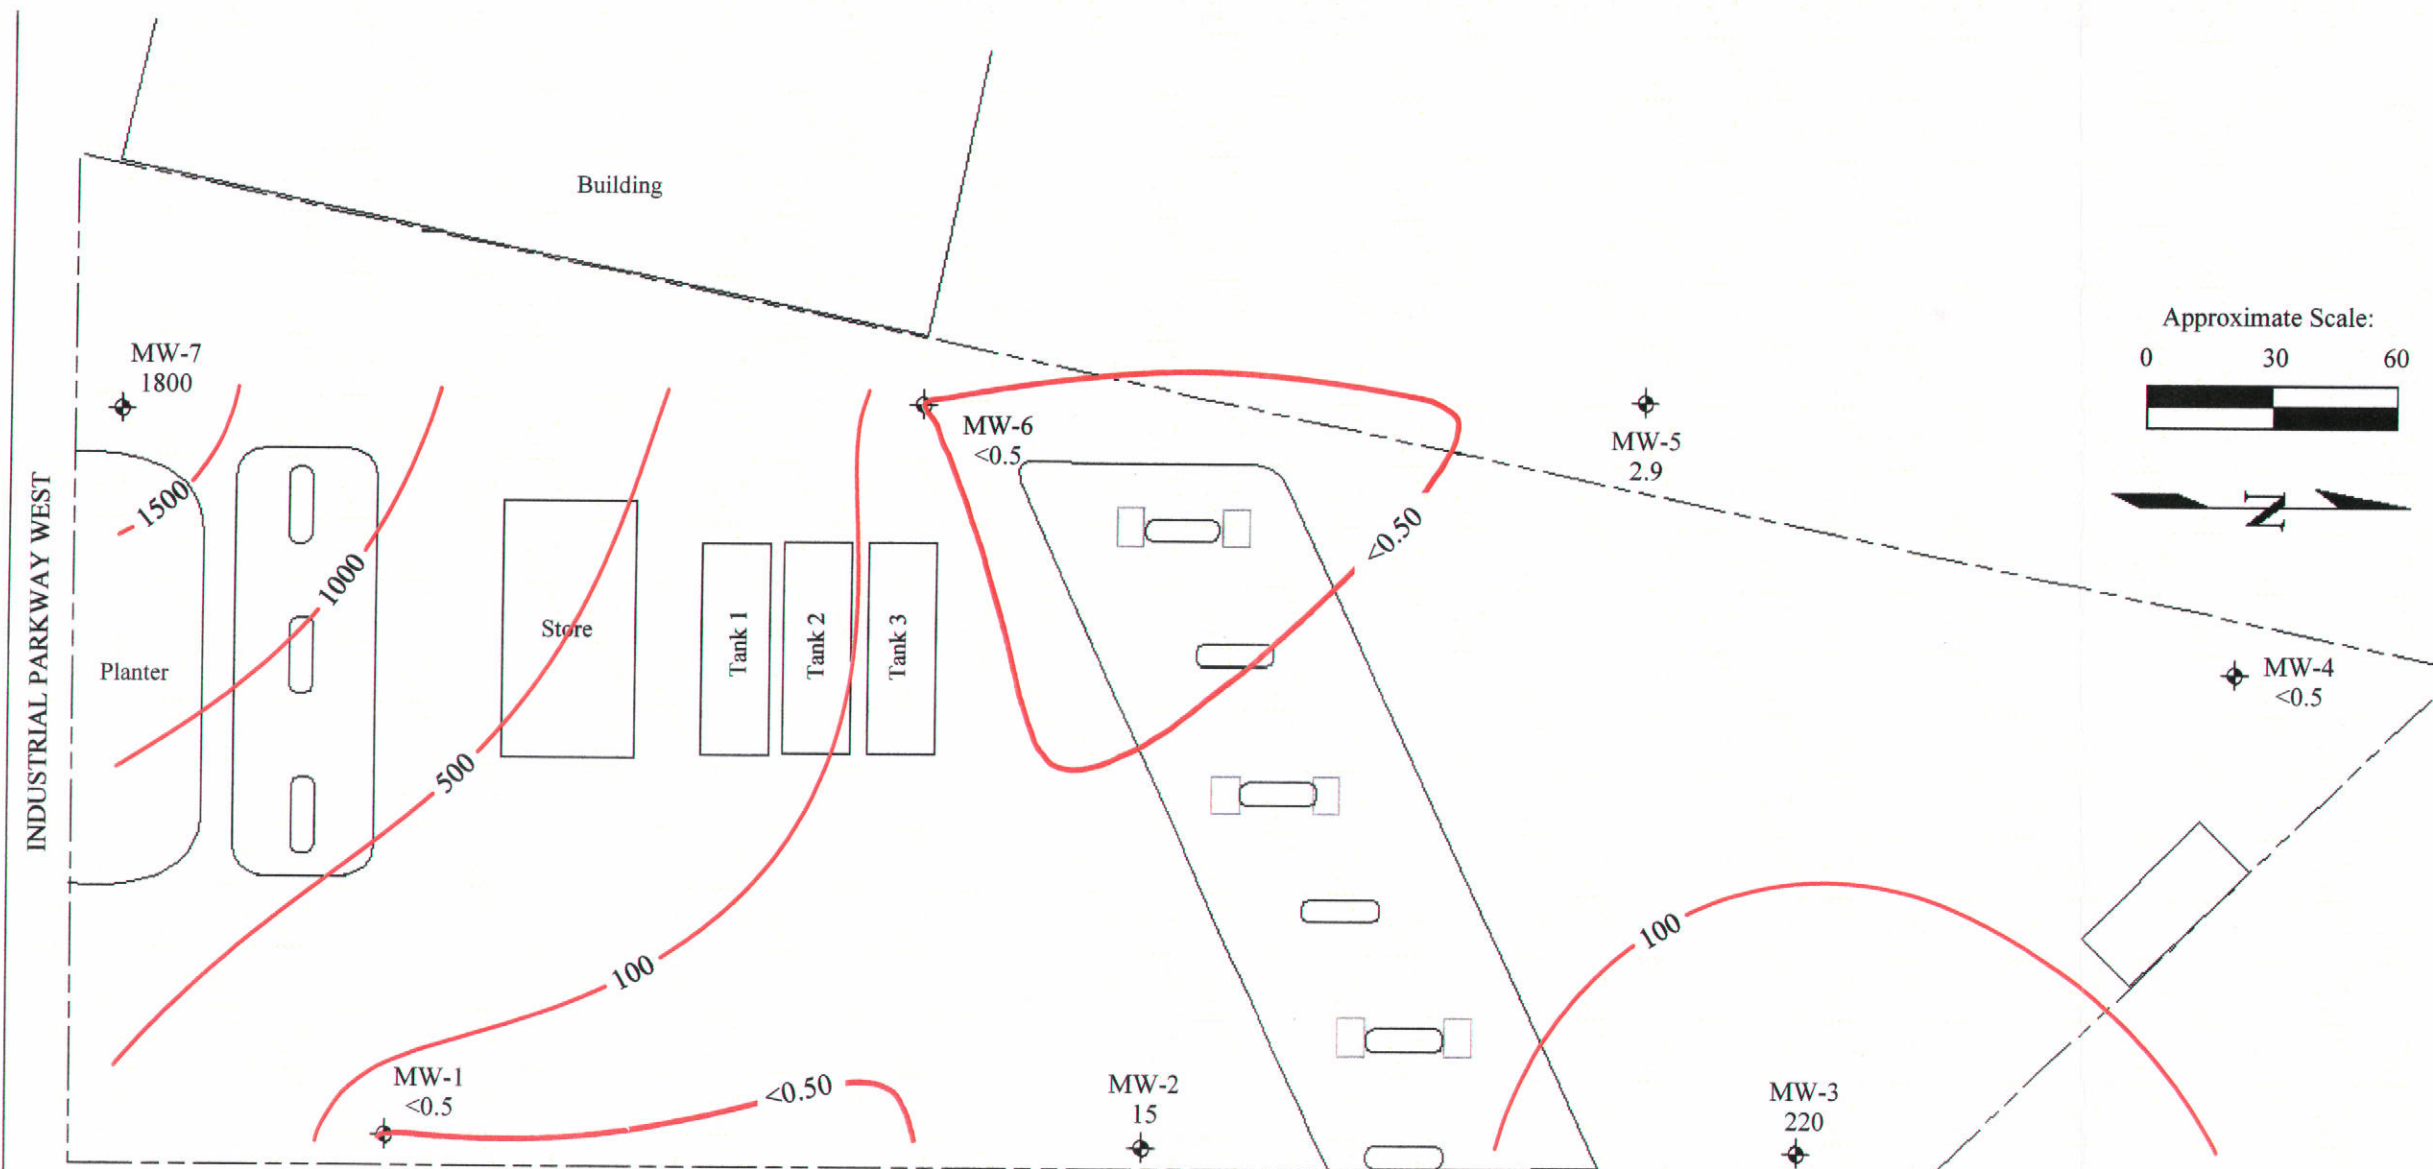 Building
Approximate Scale:
0 30 60
N
MW-7
1800
MW-6
<0.5
MW-5
2.9
1500
<0.50
1000
INDUSTRIAL PARKWAY WEST
Planter
Store
Tank 1
Tank 2
Tank 3
MW-4
<0.5
500
100
100
MW-1
<0.5
<0.50
MW-2
15
MW-3
220